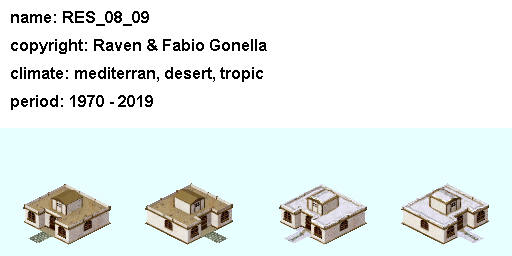 name: RES_08_09
copyright: Raven & Fabio Gonella
climate: mediterran, desert, tropic
period: 1970 - 2019